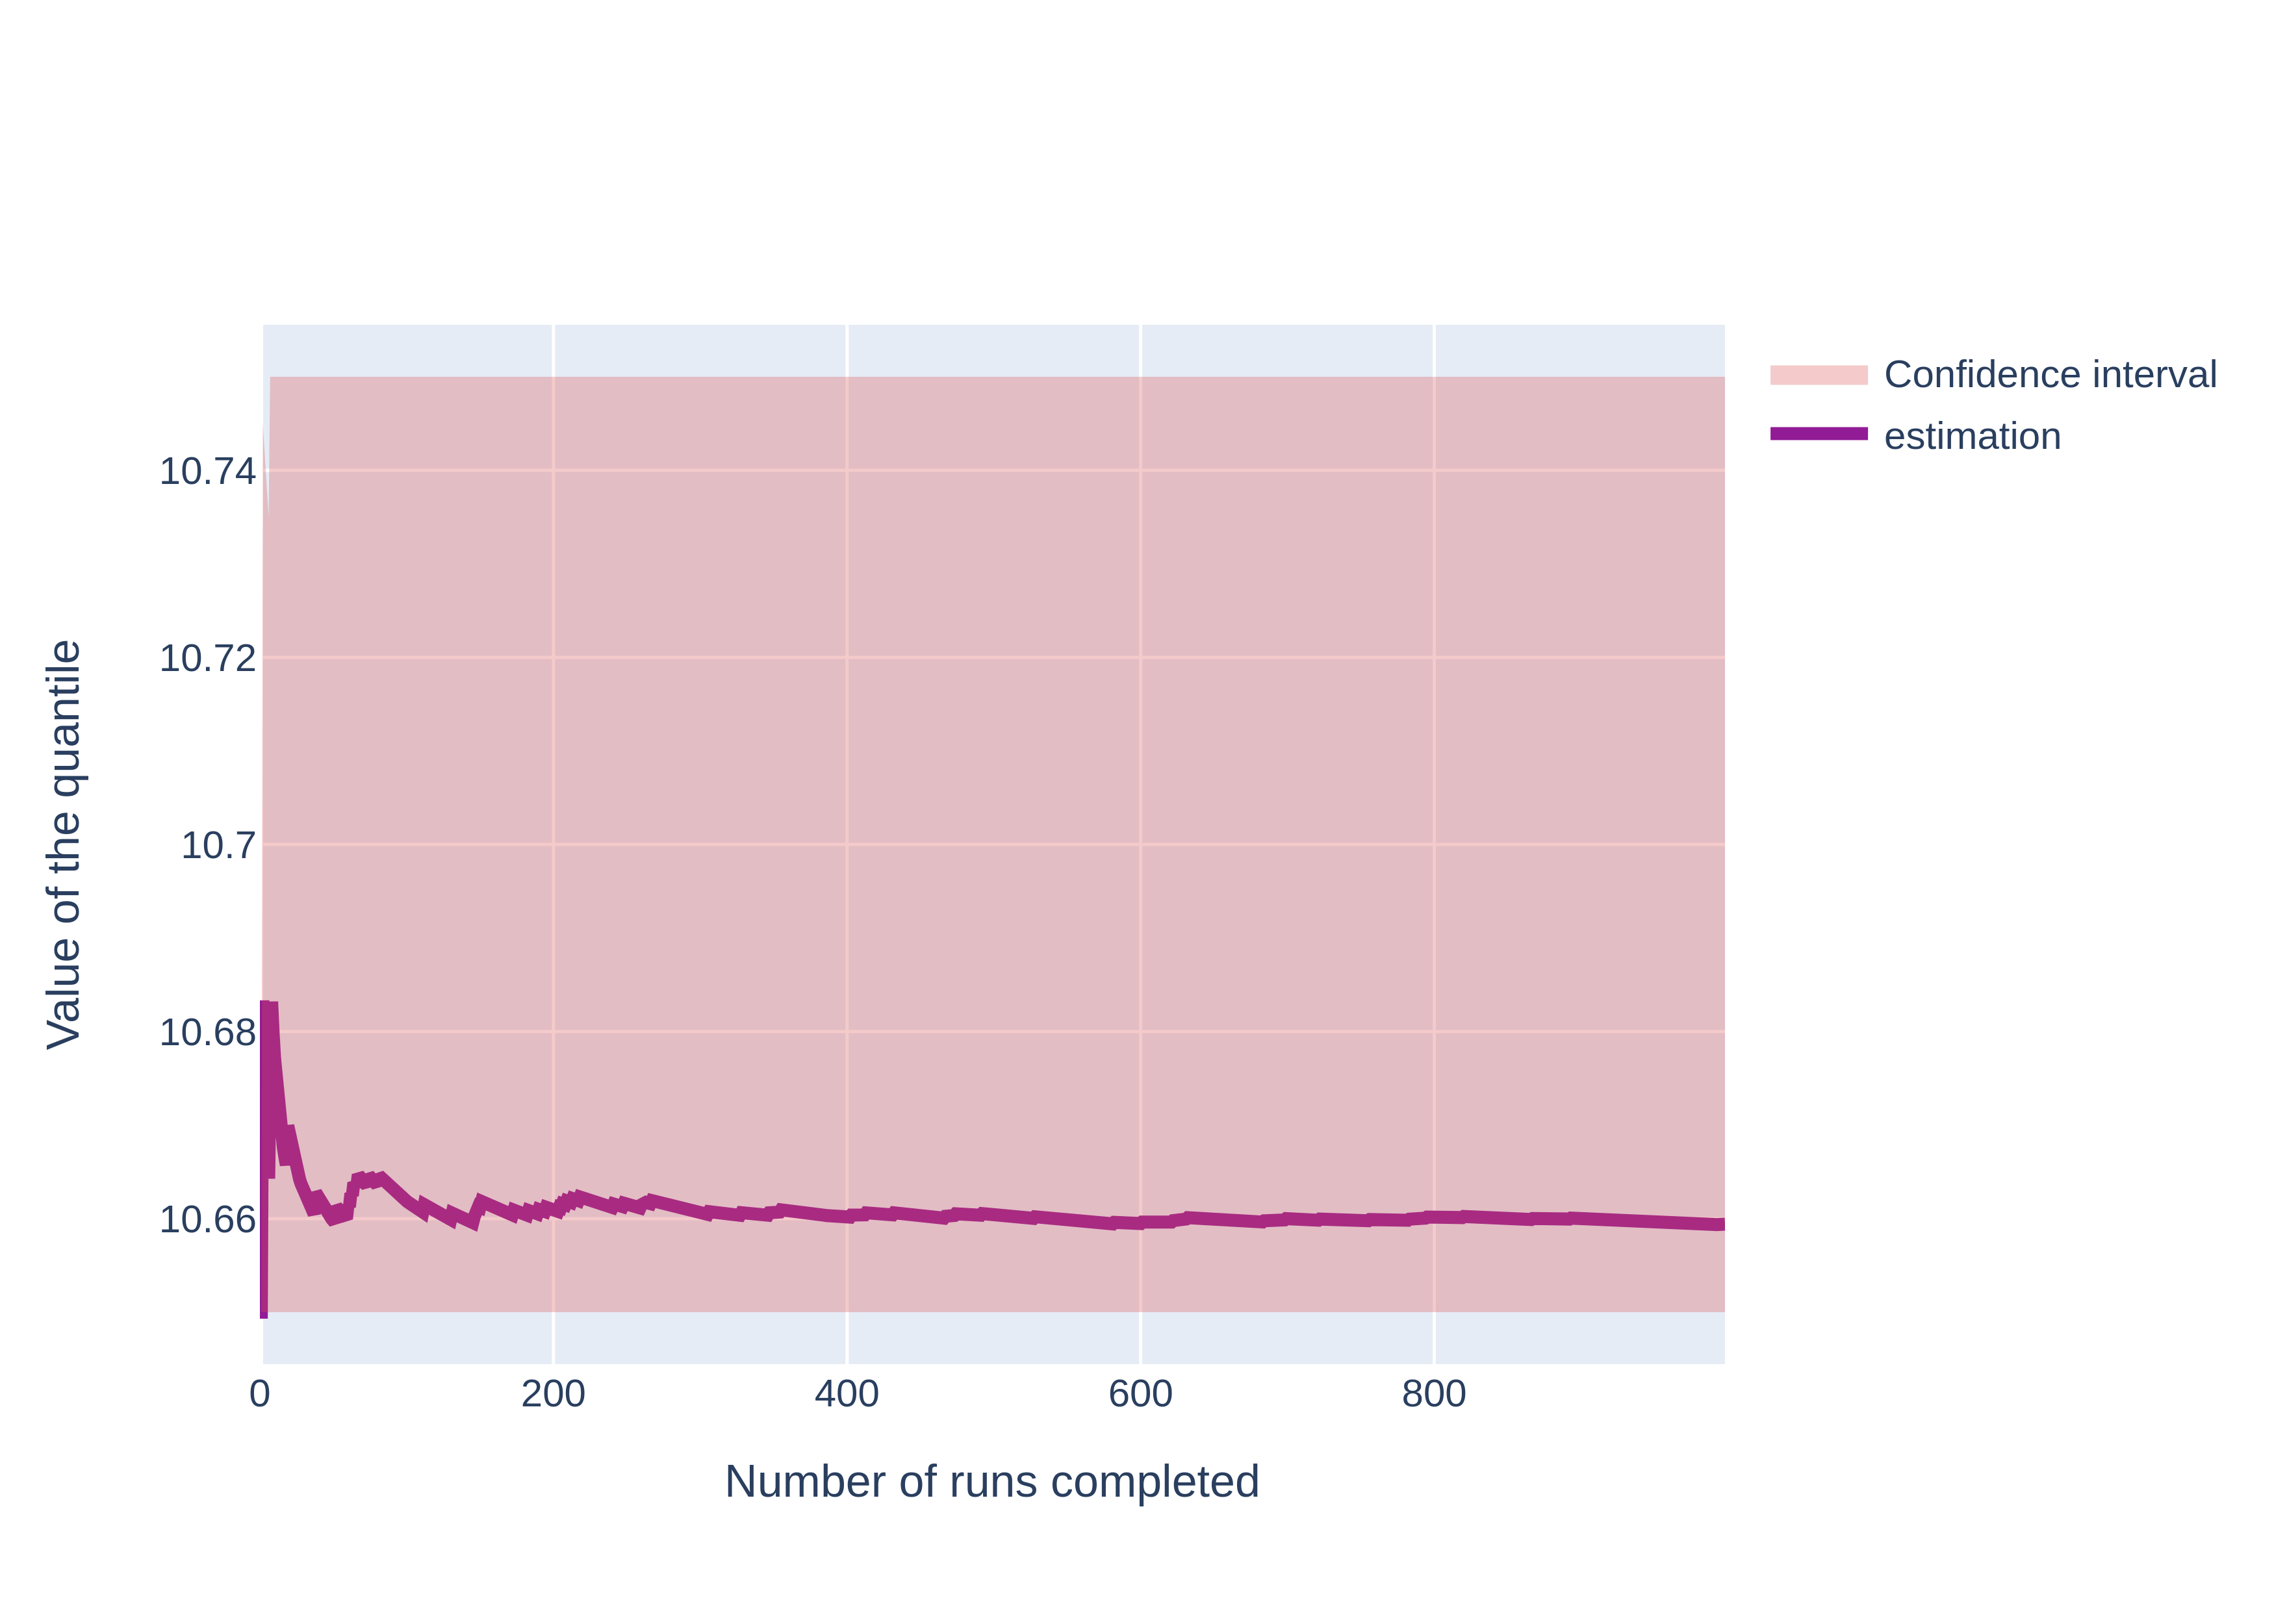 Confidence interval
estimation
10.74
10.72
10.7
10.68
10.66
Value of the quantile
0
200
400
600
800
Number of runs completed